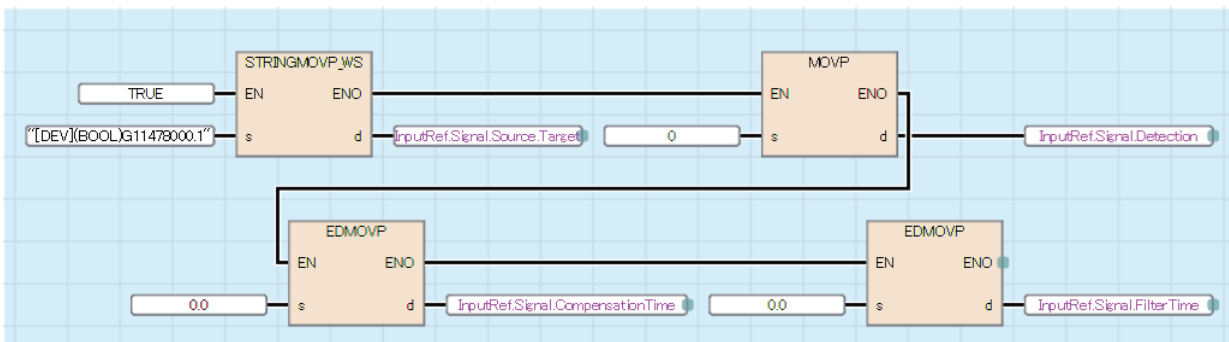 STRINGMOVP_WS
MOVP
TRUE
EN
ENO
EN
ENO
"[DEV](BOOL)G11478000.1"
s
d
InputRef.Signal.Source.Target
0
s
d
InputRef.Signal.Detection
EDMOVP
EDMOVP
EN
ENO
EN
ENO
0.0
s
d
InputRef.Signal.CompensationTime
0.0
s
d
InputRef.Signal.FilterTime